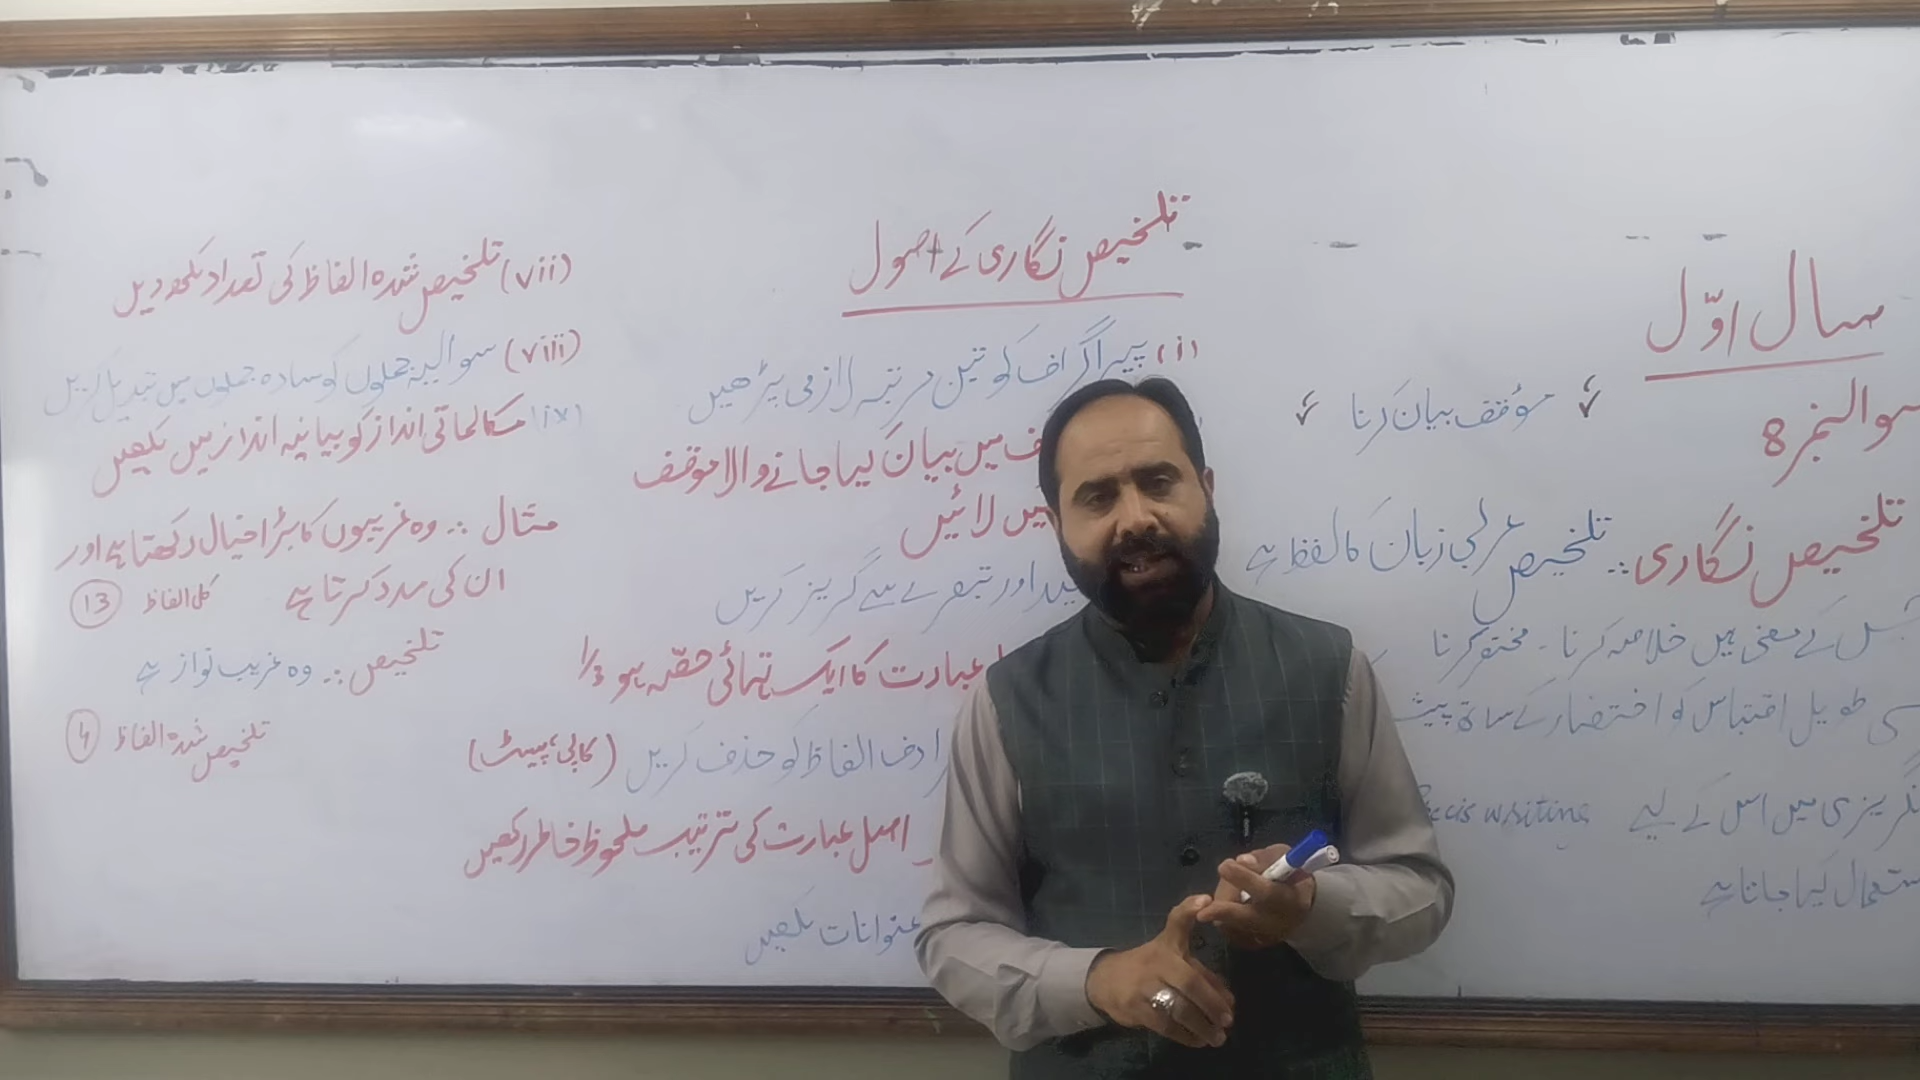 سال اوّل
سوال نمبر 8
✓ مؤقف بیان کرنا ✓
تلخیص نگاری :. تلخیص عربی زبان کا لفظ ہے
جس کے معنی ہیں خلاصہ کرنا - مختصر کرنا
طویل اقتباس کو اختصار کے ساتھ پیش
انگریزی میں اس کے لیے writing
استعمال کیا جاتا ہے
تلخیص نگاری کے اصول
(i) پیراگراف کو تین مرتبہ لازمی پڑھیں
میں بیان کیا جانے والا موقف
لائیں
اور تبصرے سے گریز کریں
عبارت کا ایک تہائی حصّہ ہو 1/3
الفاظ کو حذف کریں (کاپی، پیسٹ)
- اصل عبارت کی ترتیب ملحوظ خاطر رکھیں
عنوانات لکھیں
(vii) تلخیص شدہ الفاظ کی تعداد لکھ دیں
(viii) سوالیہ جملوں کو سادہ جملوں میں تبدیل کریں
(ix) مکالماتی انداز کو بیانیہ انداز میں لکھیں
مثال :. وہ غریبوں کا بڑا خیال رکھتا ہے اور
ان کی مدد کرتا ہے کل الفاظ 13
تلخیص :. وہ غریب نواز ہے
تلخیص شدہ الفاظ 4